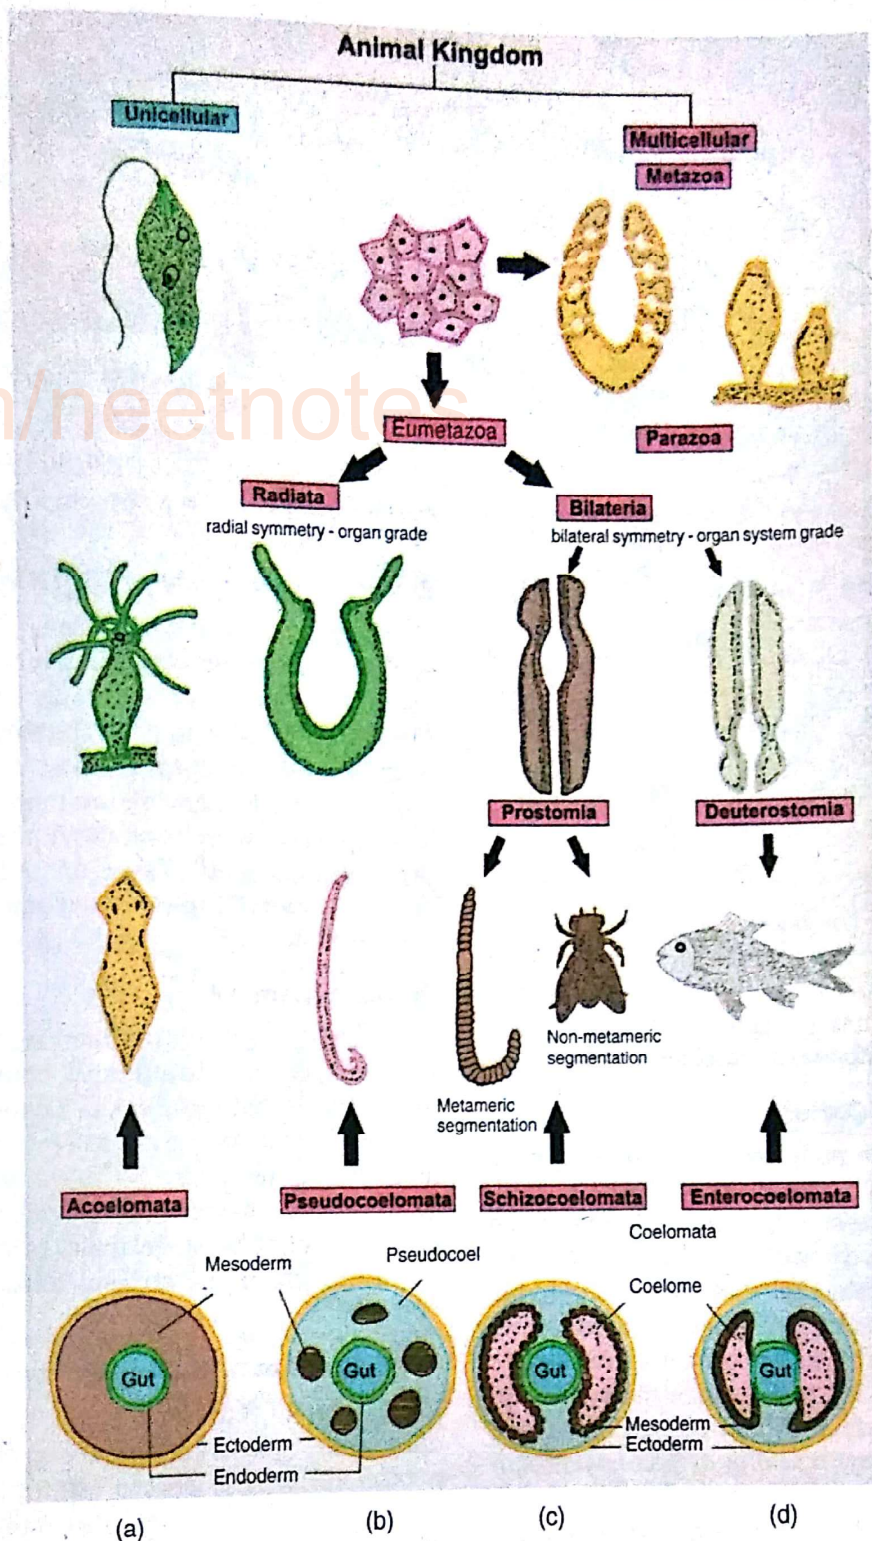 Animal Kingdom
Unicellular
Multicellular
Metazoa
/neetnotes
Eumetazoa
Parazoa
Radiata
radial symmetry - organ grade
Bilateria
bilateral symmetry - organ system grade
Prostomia
Deuterostomia
Non-metameric
segmentation
Metameric
segmentation
Acoelomata
Pseudocoelomata
Schizocoelomata
Enterocoelomata
Coelomata
Mesoderm
Pseudocoel
Coelome
Gut
Gut
Gut
Gut
Mesoderm
Ectoderm
Ectoderm
Endoderm
(a)
(b)
(c)
(d)